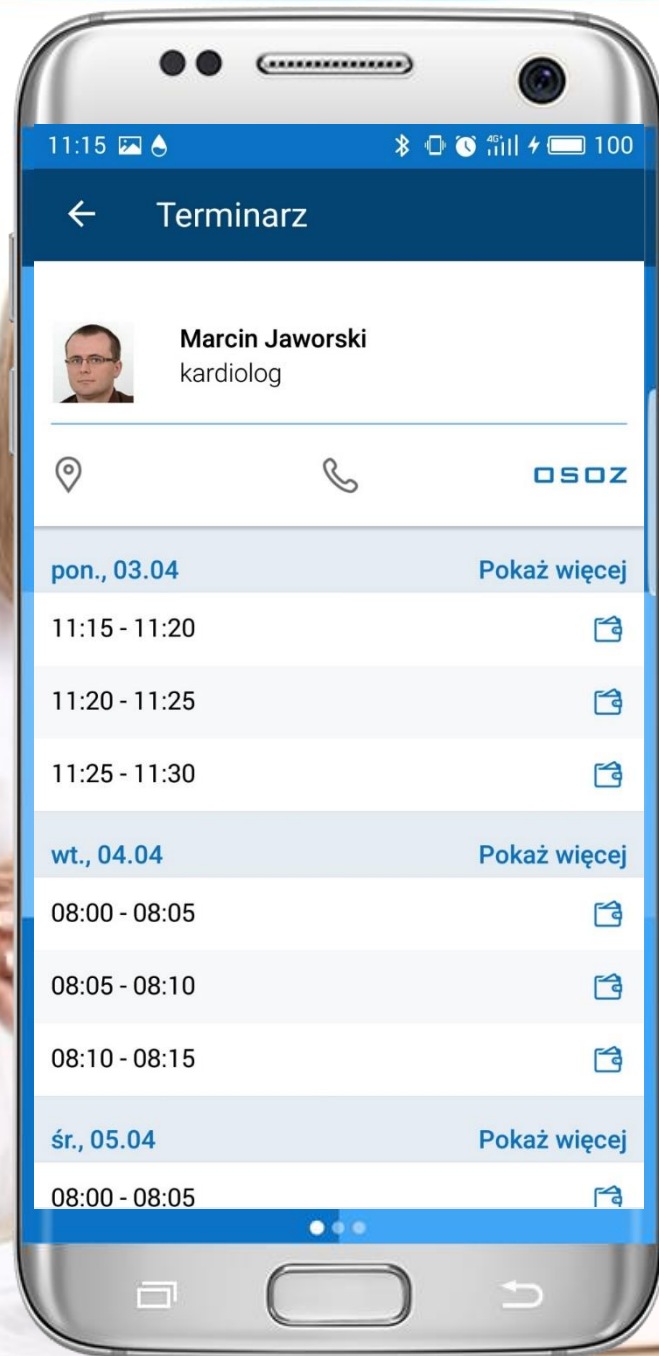 11:15 4G+ 100
Terminarz
Marcin Jaworski
kardiolog
OSOZ
pon., 03.04 Pokaż więcej
11:15 - 11:20
11:20 - 11:25
11:25 - 11:30
wt., 04.04 Pokaż więcej
08:00 - 08:05
08:05 - 08:10
08:10 - 08:15
śr., 05.04 Pokaż więcej
08:00 - 08:05